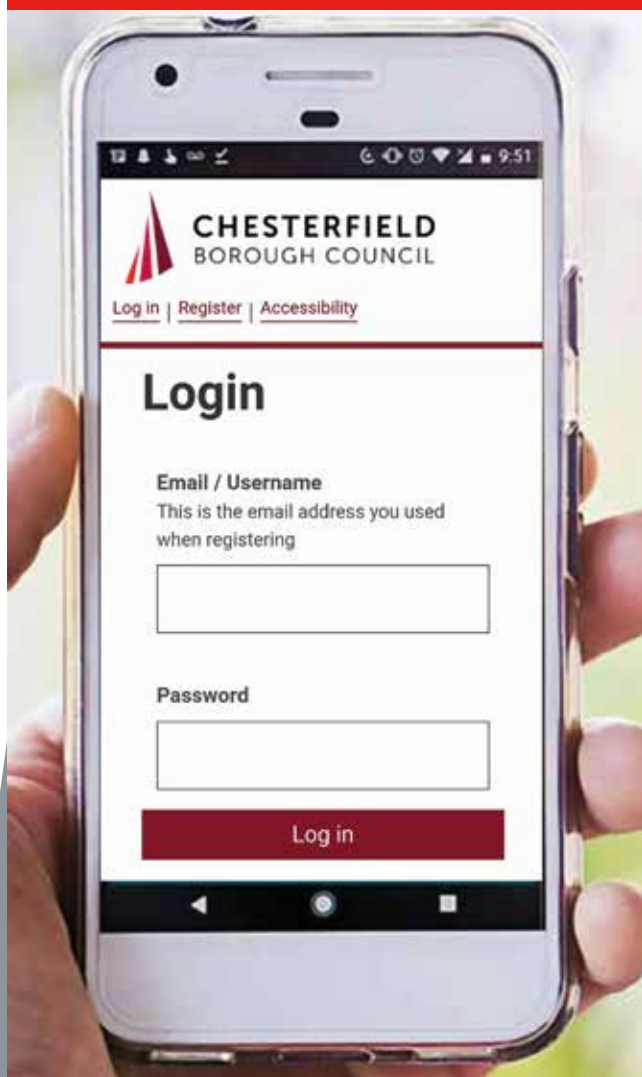 9:51
CHESTERFIELD
BOROUGH COUNCIL
Log in | Register | Accessibility
Login
Email / Username
This is the email address you used
when registering
Password
Log in